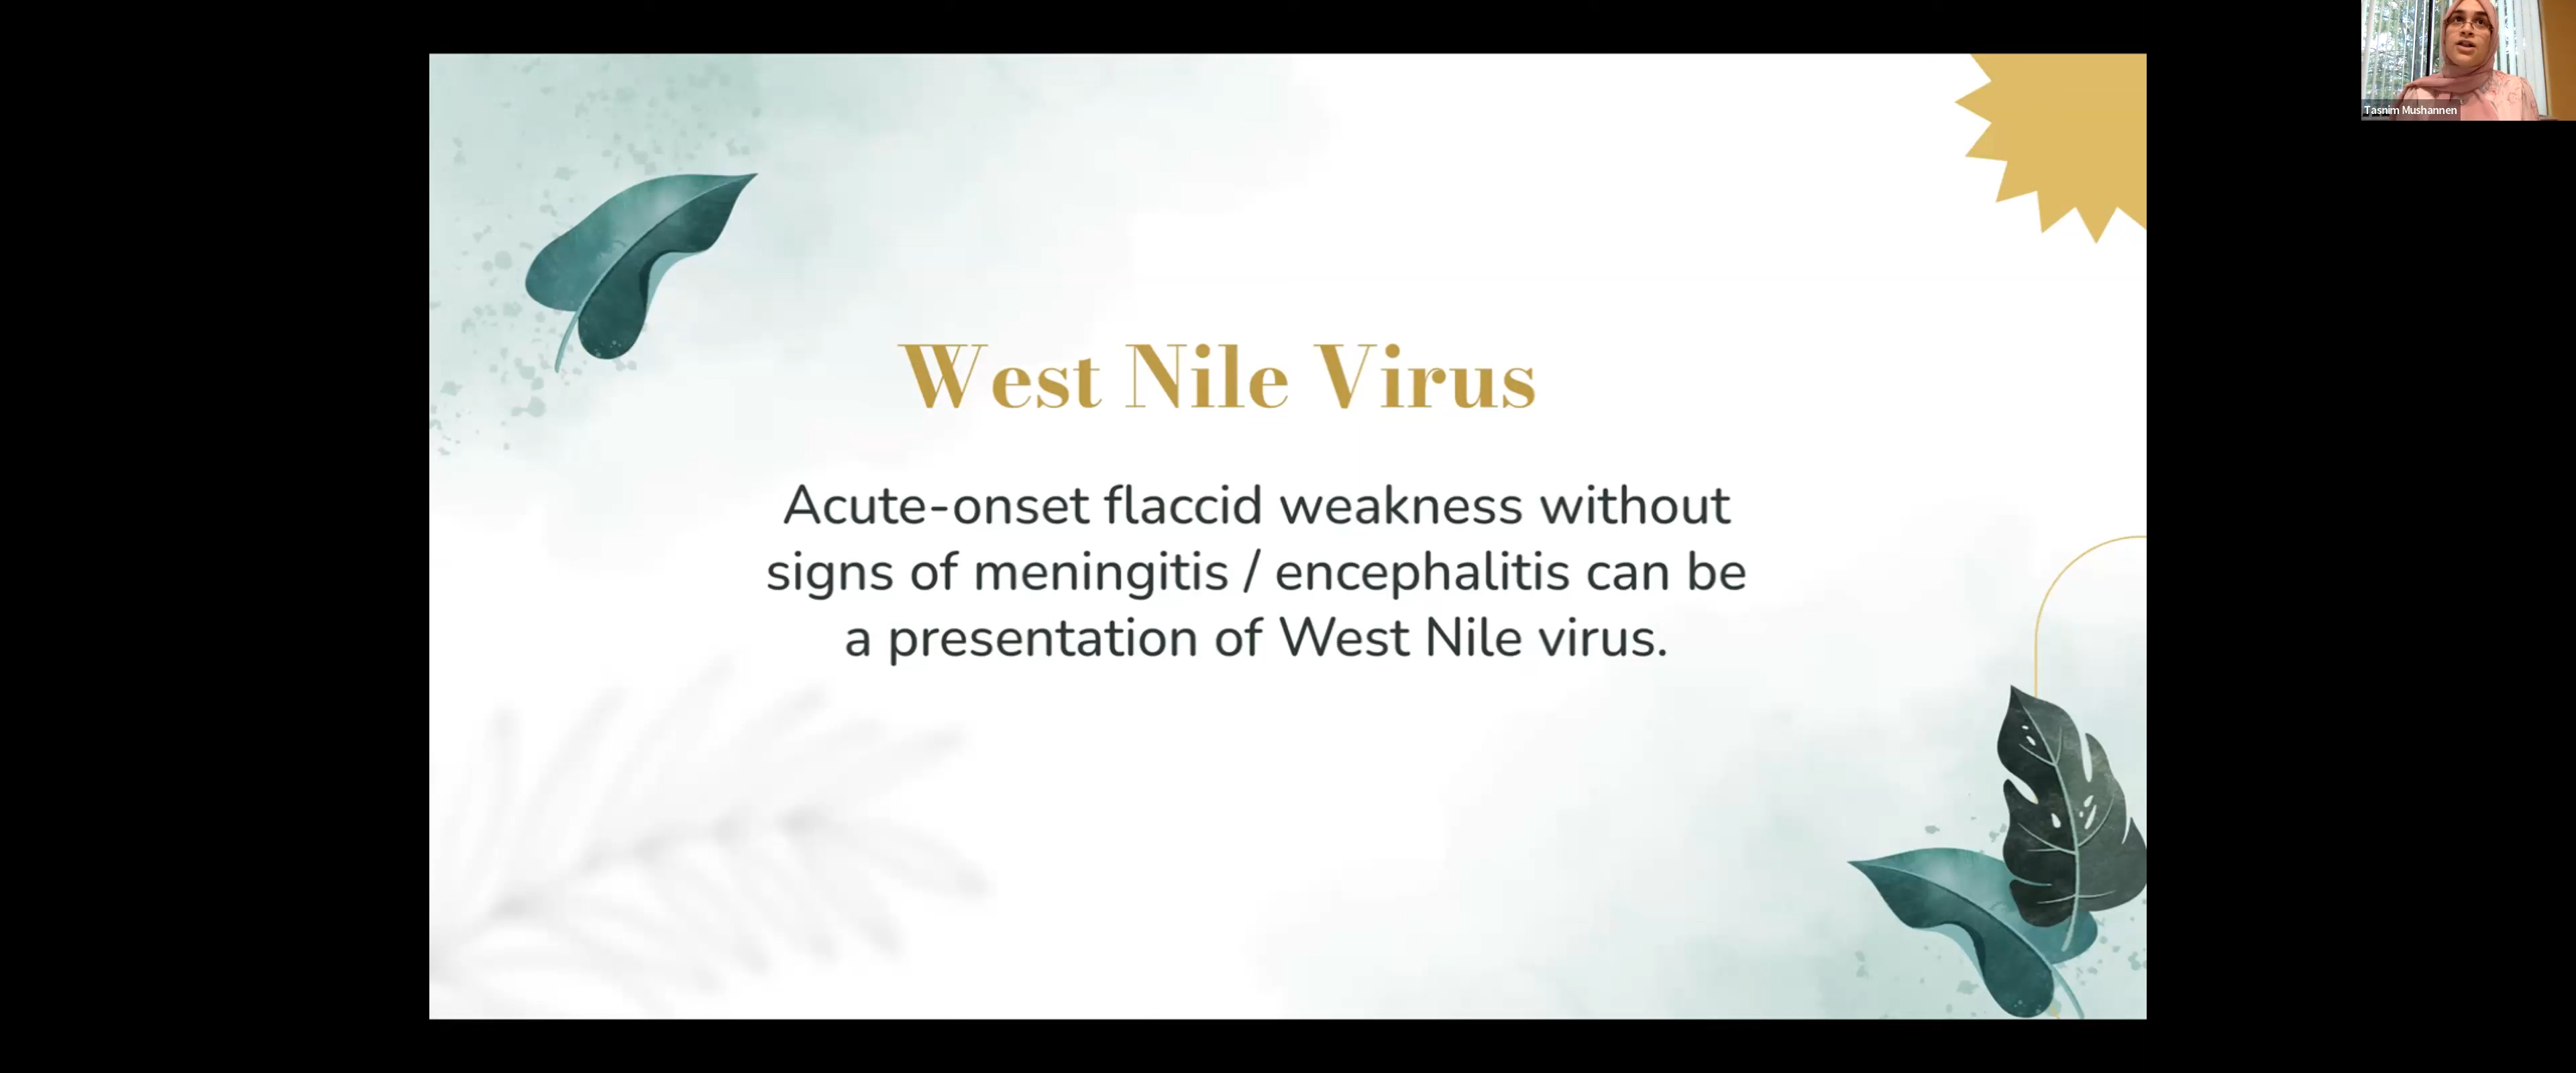 West Nile Virus
Acute-onset flaccid weakness without
signs of meningitis / encephalitis can be
a presentation of West Nile virus.
Tasnim Mushannen